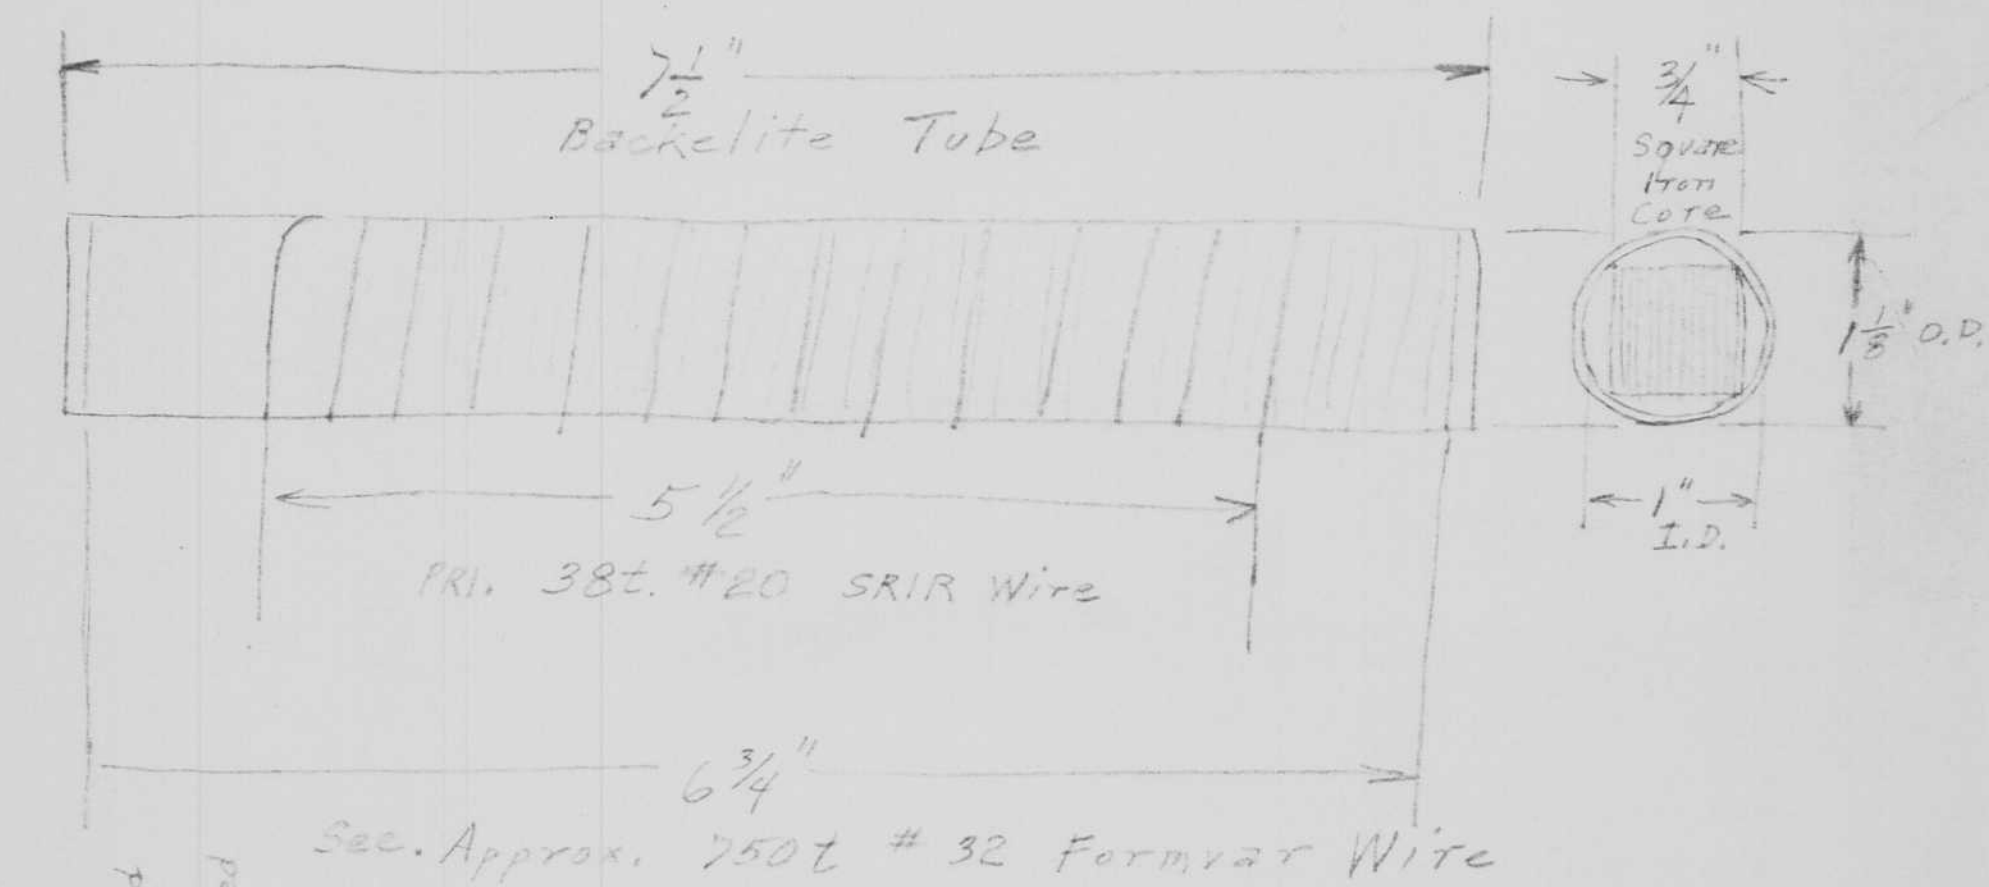 7 1/2"
Backelite Tube
3/4"
Square
Iron
Core
1 1/8" O.D.
1"
I.D.
5 1/2"
PRI. 38t. #20 SRIR Wire
6 3/4"
Sec. Approx. 750t # 32 Formvar Wire